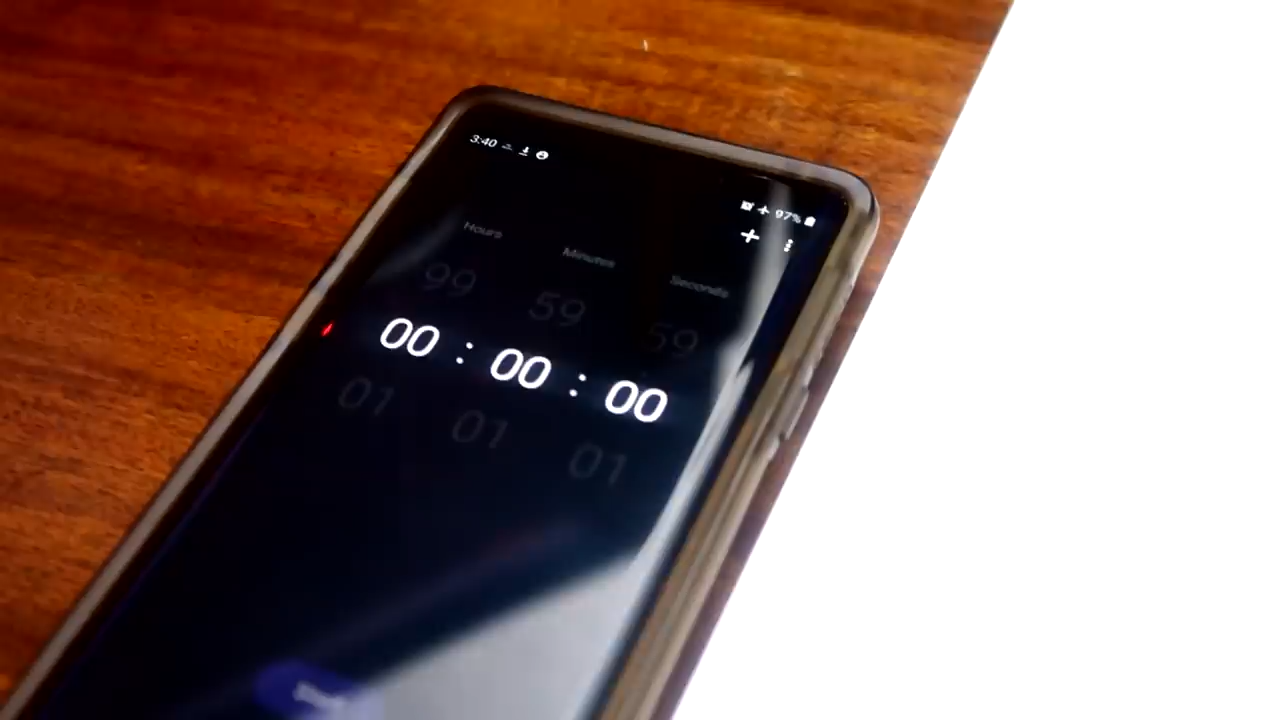 3:40
97%
Hours Minutes Seconds
99 59 59
00 : 00 : 00
01 01 01